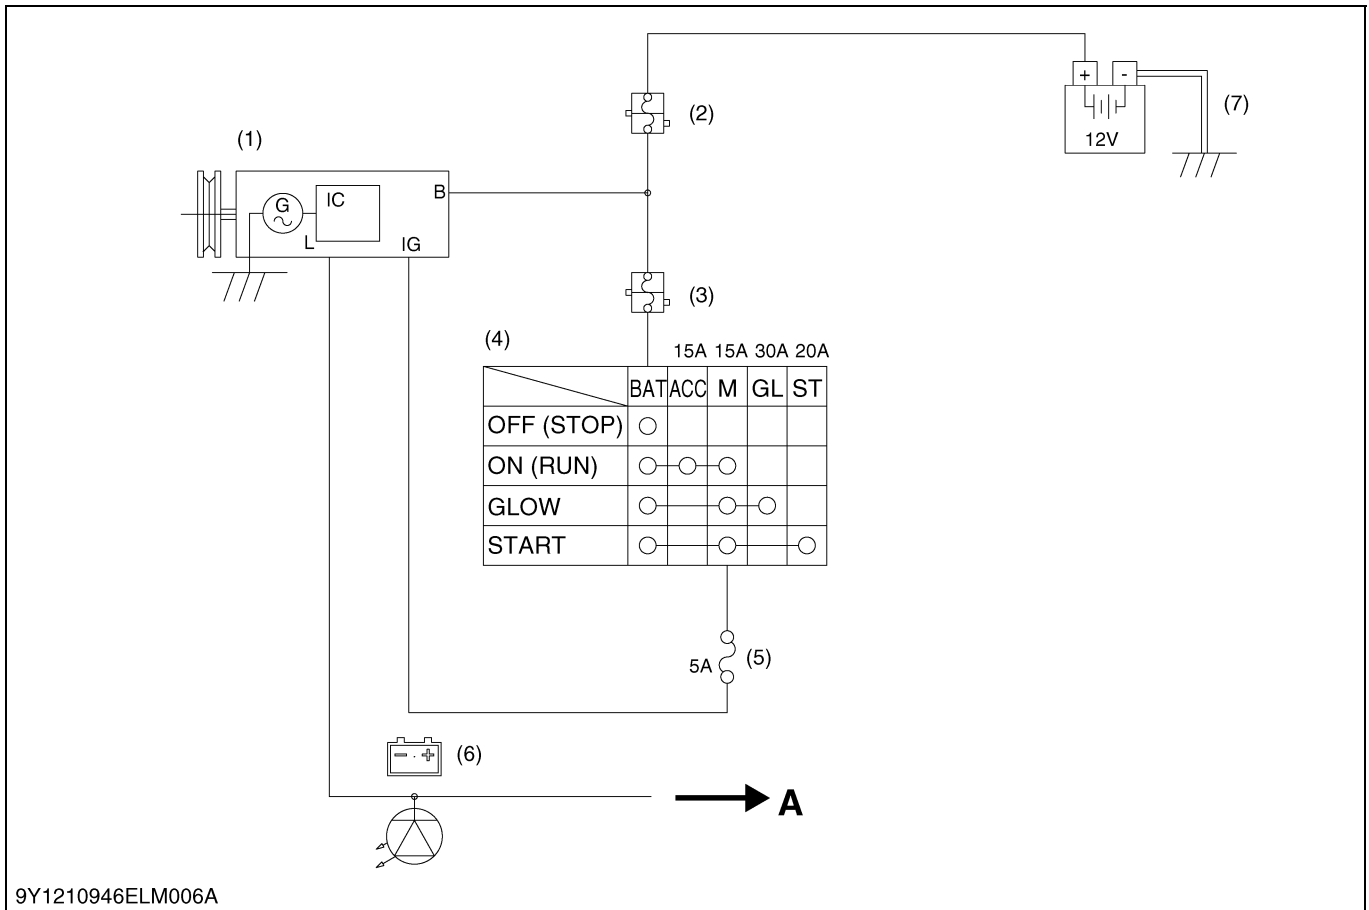 + -
(2)
(7)
12V
(1)
B
G
IC
L
IG
(3)
(4)
15A 15A 30A 20A
BAT ACC M GL ST
OFF (STOP)
ON (RUN)
GLOW
START
5A (5)
- . + (6)
A
9Y1210946ELM006A